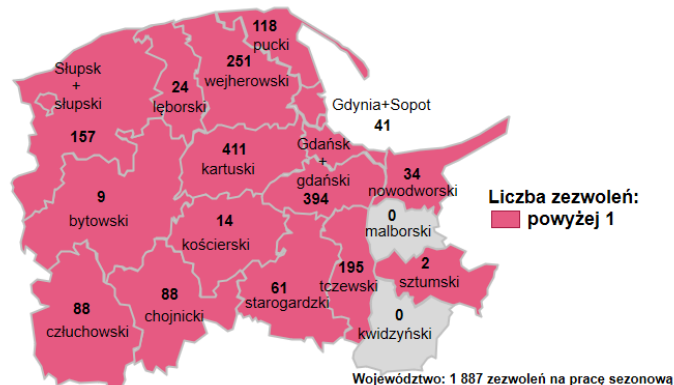 118
pucki
251
wejherowski
Słupsk
+
słupski
157
24
lęborski
Gdynia+Sopot
41
411
kartuski
Gdańsk
+
gdański
394
34
nowodworski
Liczba zezwoleń:
powyżej 1
9
bytowski
14
kościerski
0
malborski
195
tczewski
2
sztumski
61
starogardzki
88
człuchowski
88
chojnicki
0
kwidzyński
Województwo: 1 887 zezwoleń na pracę sezonową